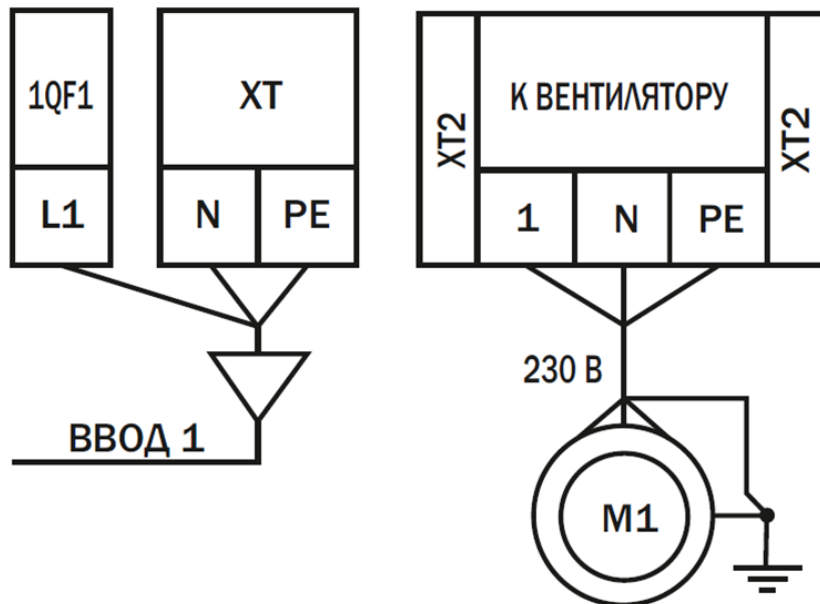 1QF1
XT
XT2
К ВЕНТИЛЯТОРУ
XT2
L1
N
PE
1
N
PE
230 В
ВВОД 1
M1